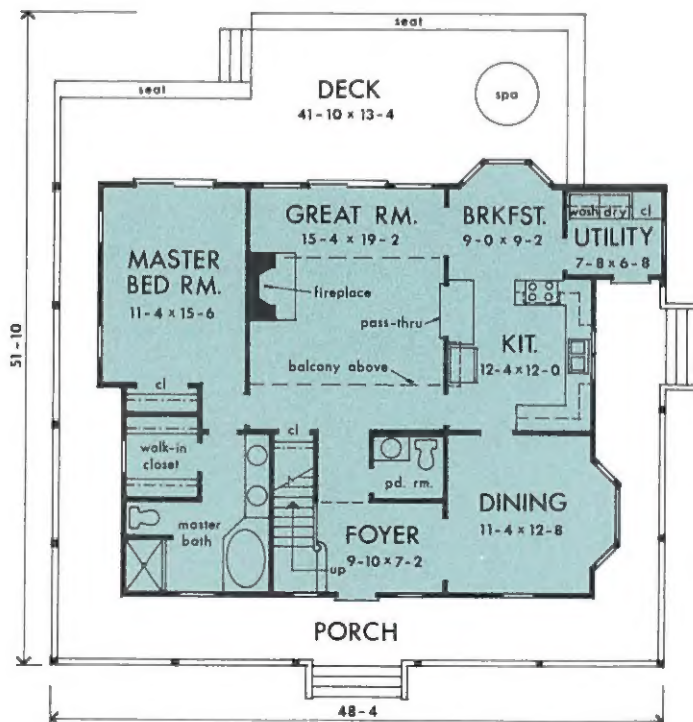 seat
seat
DECK
41-10 x 13-4
spa
GREAT RM.
15-4 x 19-2
BRKFST.
9-0 x 9-2
wash dry cl
UTILITY
7-8 x 6-8
MASTER
BED RM.
11-4 x 15-6
fireplace
pass-thru
KIT.
12-4 x 12-0
balcony above
51-10
cl
cl
walk-in
closet
pd. rm.
DINING
11-4 x 12-8
master
bath
FOYER
9-10 x 7-2
up
PORCH
48-4